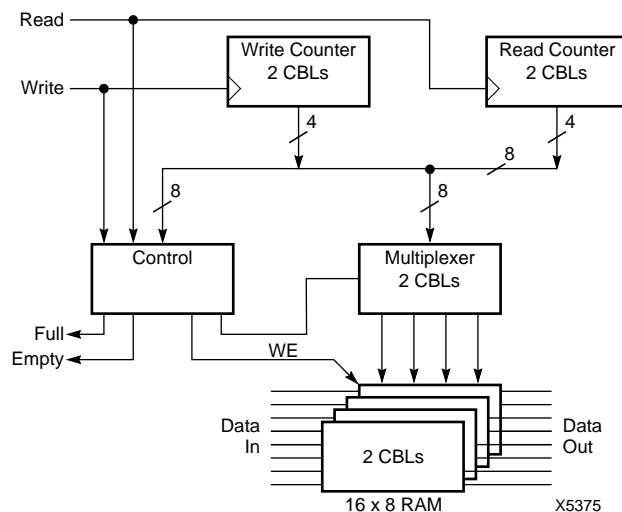 Read
Write
Write Counter
2 CBLs
Read Counter
2 CBLs
4
4
8
8
8
Control
Multiplexer
2 CBLs
Full
Empty
WE
Data
In
Data
Out
2 CBLs
16 x 8 RAM
X5375